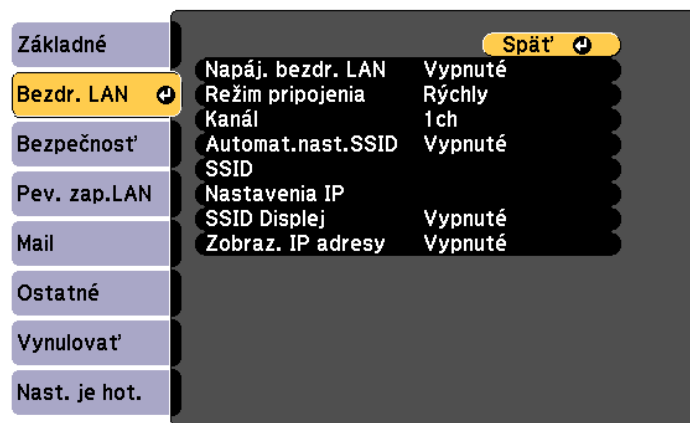 Základné
Bezdr. LAN
Bezpečnosť
Pev. zap.LAN
Mail
Ostatné
Vynulovať
Nast. je hot.
Späť
Napáj. bezdr. LAN Vypnuté
Režim pripojenia Rýchly
Kanál 1ch
Automat.nast.SSID Vypnuté
SSID
Nastavenia IP
SSID Displej Vypnuté
Zobraz. IP adresy Vypnuté